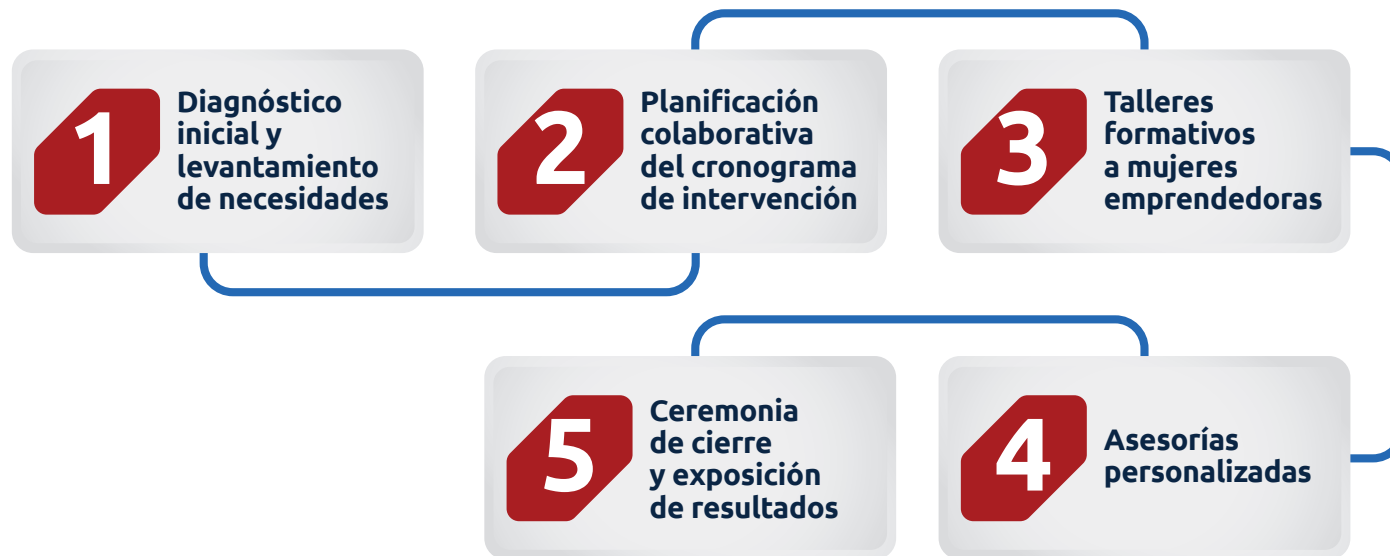 1
Diagnóstico
inicial y
levantamiento
de necesidades
2
Planificación
colaborativa
del cronograma
de intervención
3
Talleres
formativos
a mujeres
emprendedoras
4
Asesorías
personalizadas
5
Ceremonia
de cierre
y exposición
de resultados